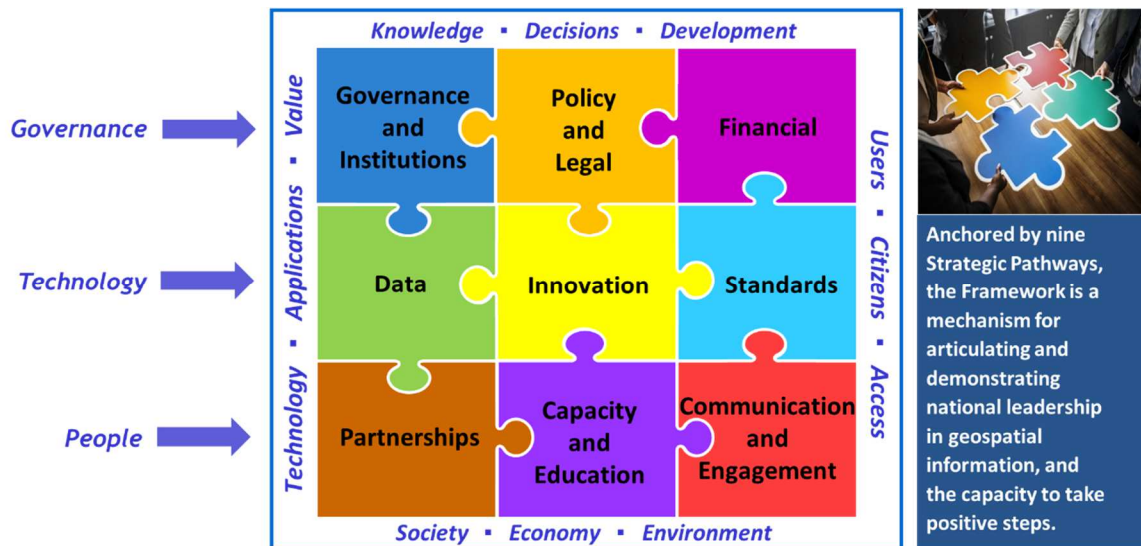 Knowledge ▪ Decisions ▪ Development
Governance
Technology
People
Technology ▪ Applications ▪ Value
Governance
and
Institutions
Policy
and
Legal
Financial
Data
Innovation
Standards
Partnerships
Capacity
and
Education
Communication
and
Engagement
Users ▪ Citizens ▪ Access
Society ▪ Economy ▪ Environment
Anchored by nine
Strategic Pathways,
the Framework is a
mechanism for
articulating and
demonstrating
national leadership
in geospatial
information, and
the capacity to take
positive steps.